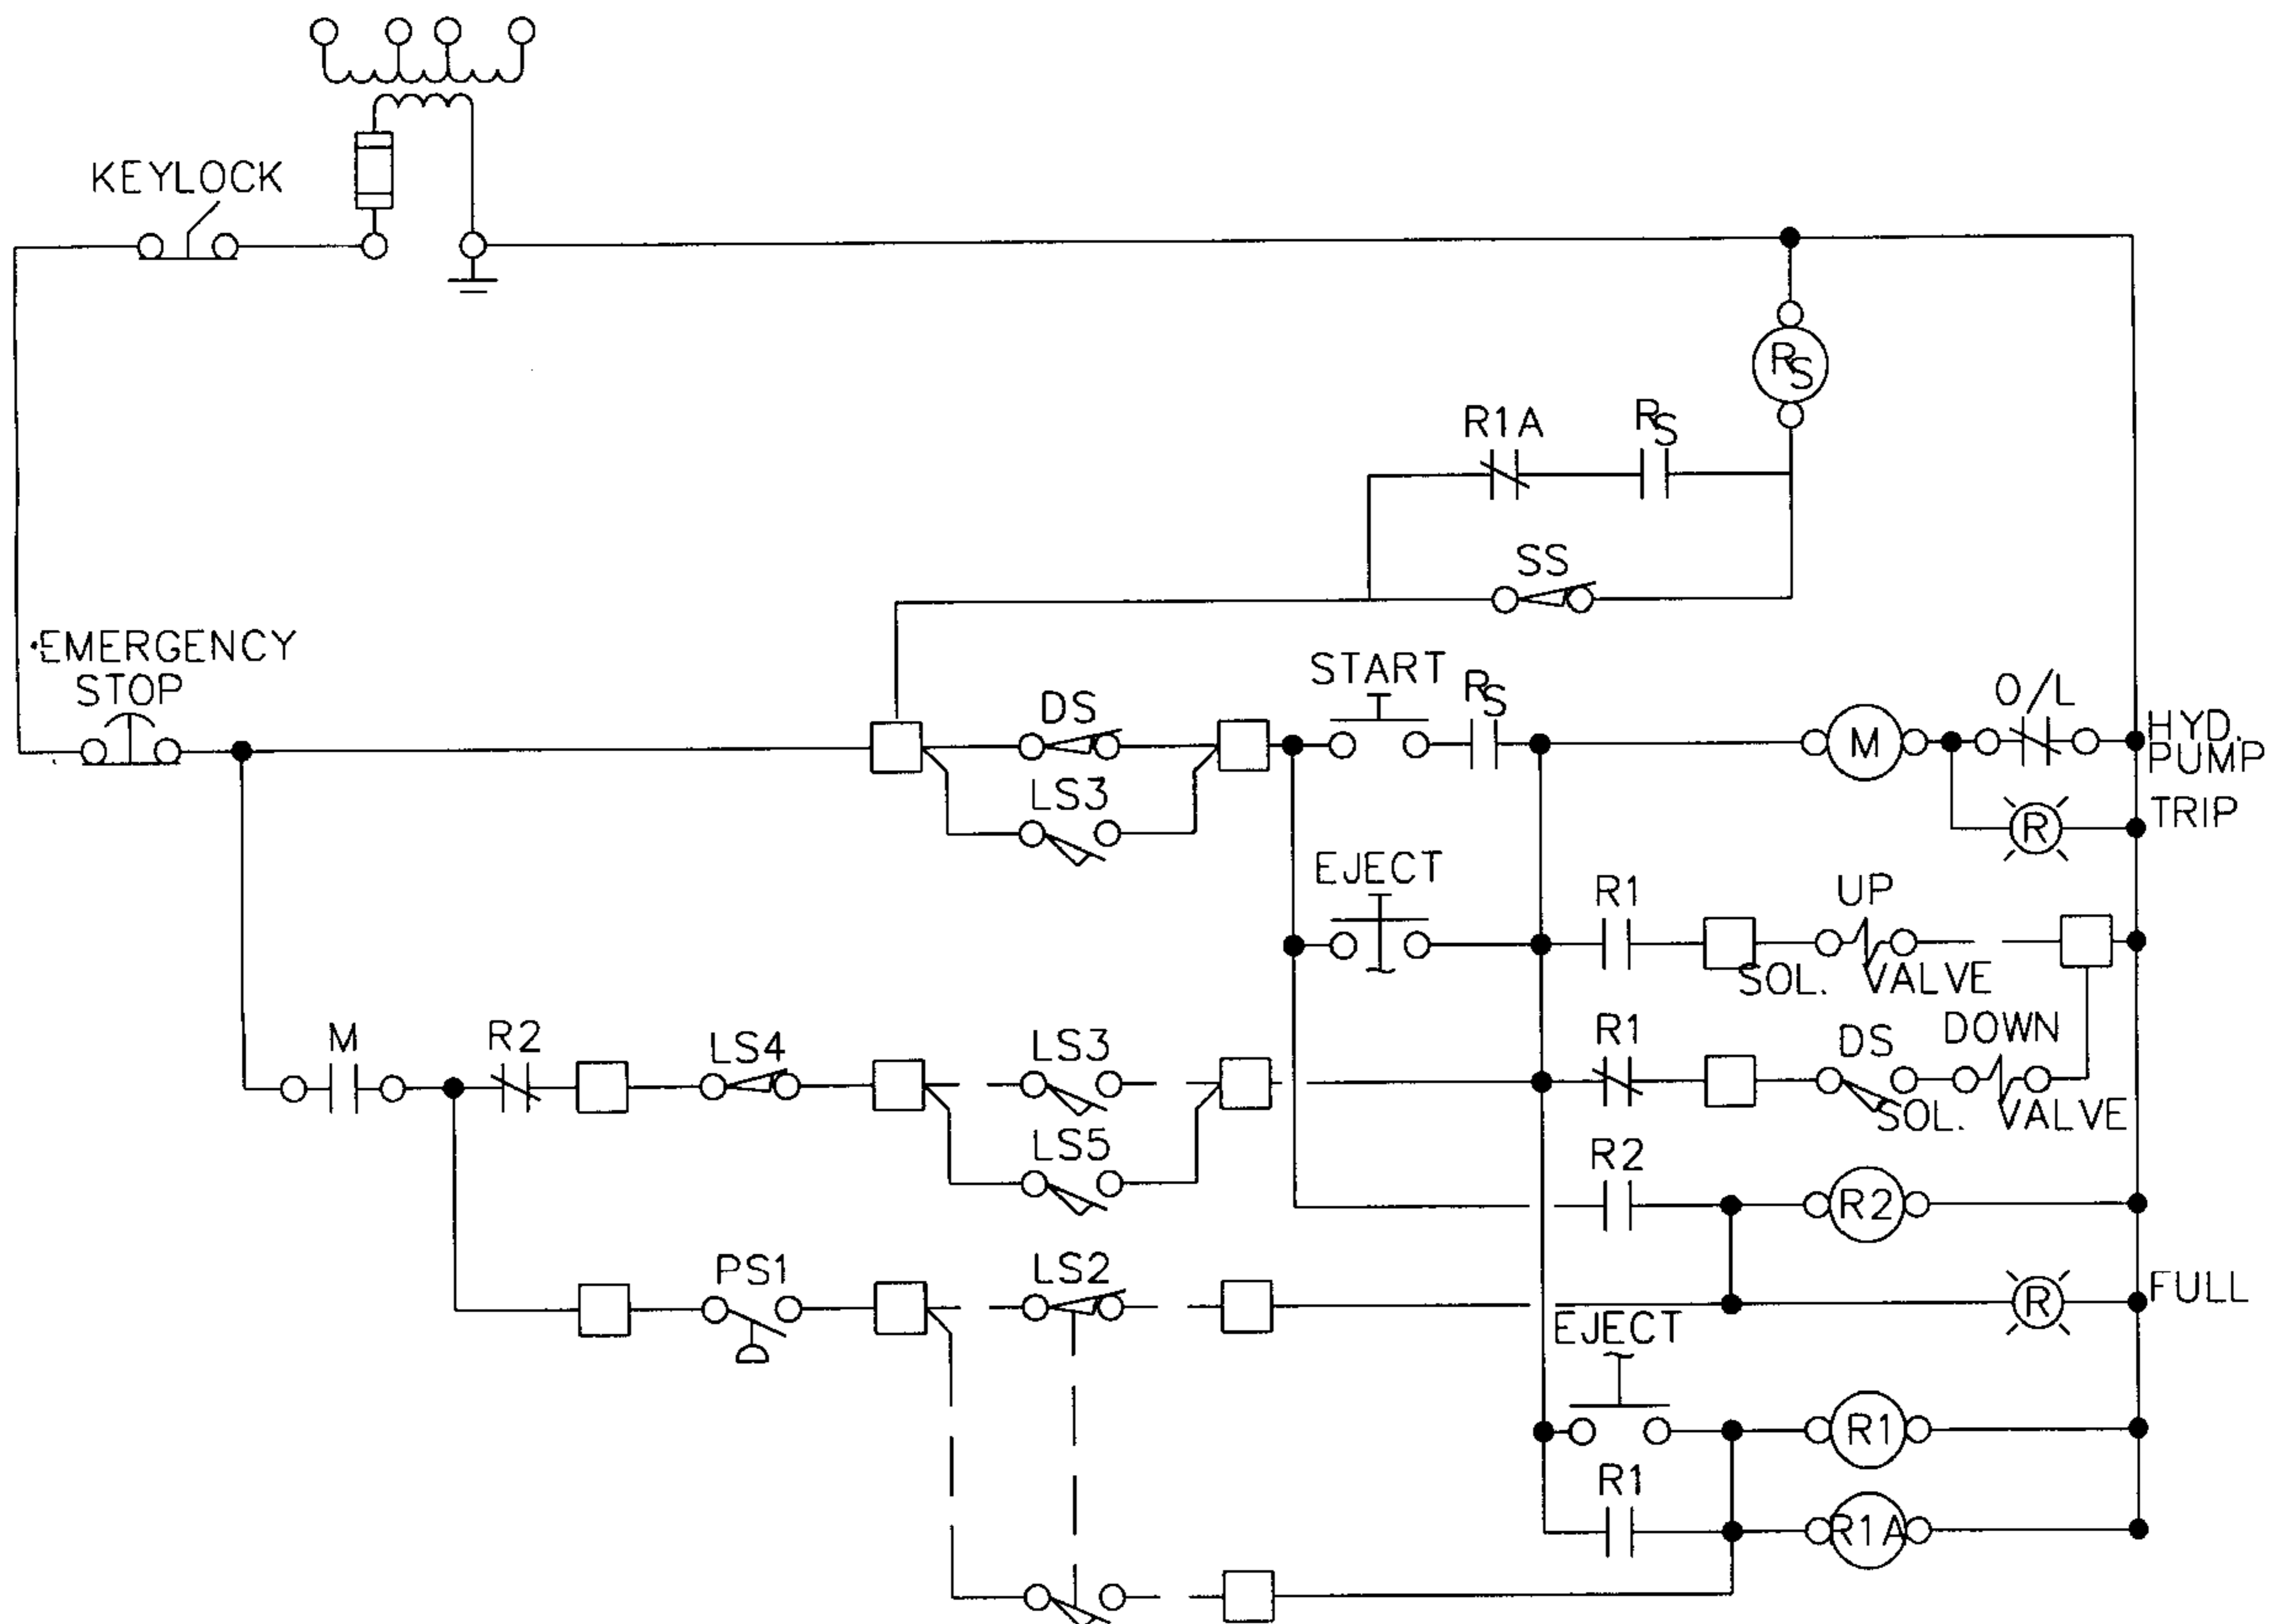 KEYLOCK
RS
R1A
RS
SS
EMERGENCY
STOP
START
RS
DS
O/L
HYD.
PUMP
M
LS3
TRIP
R
EJECT
R1
UP
SOL. VALVE
M
R2
LS4
LS3
R1
DS
DOWN
SOL. VALVE
LS5
R2
R2
PS1
LS2
FULL
R
EJECT
R1
R1
R1A